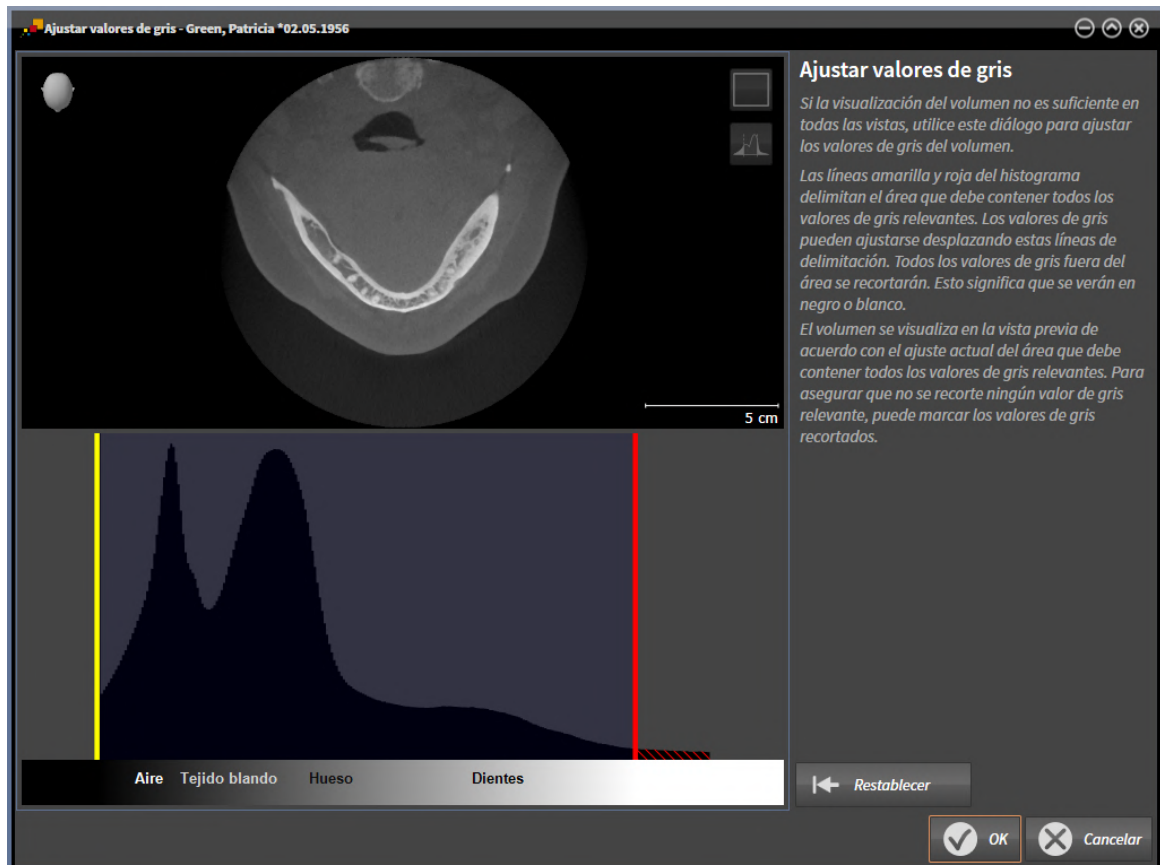 Ajustar valores de gris - Green, Patricia *02.05.1956
5 cm
Aire Tejido blando Hueso Dientes
Ajustar valores de gris
Si la visualización del volumen no es suficiente en
todas las vistas, utilice este diálogo para ajustar
los valores de gris del volumen.
Las líneas amarilla y roja del histograma
delimitan el área que debe contener todos los
valores de gris relevantes. Los valores de gris
pueden ajustarse desplazando estas líneas de
delimitación. Todos los valores de gris fuera del
área se recortarán. Esto significa que se verán en
negro o blanco.
El volumen se visualiza en la vista previa de
acuerdo con el ajuste actual del área que debe
contener todos los valores de gris relevantes. Para
asegurar que no se recorte ningún valor de gris
relevante, puede marcar los valores de gris
recortados.
Restablecer
OK Cancelar